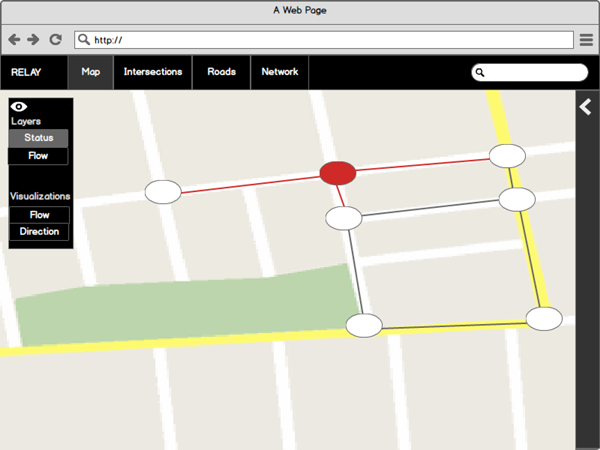 A Web Page
http://
RELAY Map Intersections Roads Network
Layers
Status
Flow
Visualizations
Flow
Direction